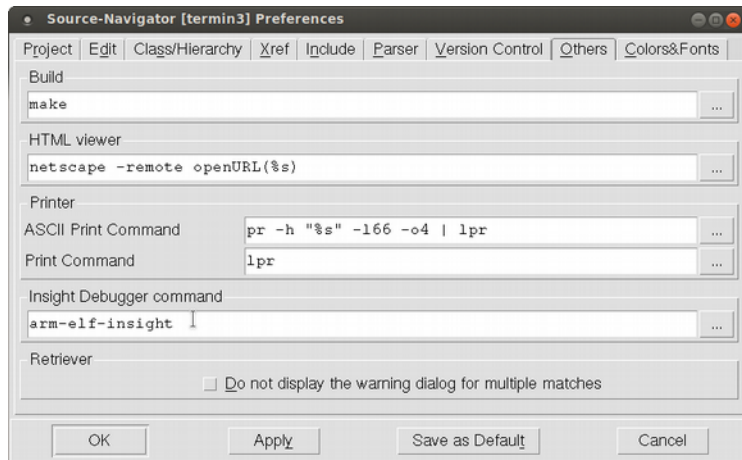 Source-Navigator [termin3] Preferences
Project Edit Class/Hierarchy Xref Include Parser Version Control Others Colors&Fonts
Build
make
...
HTML viewer
netscape -remote openURL(%s)
...
Printer
ASCII Print Command
pr -h "%s" -l66 -o4 | lpr
...
Print Command
lpr
...
Insight Debugger command
arm-elf-insight
...
Retriever
Do not display the warning dialog for multiple matches
OK Apply Save as Default Cancel